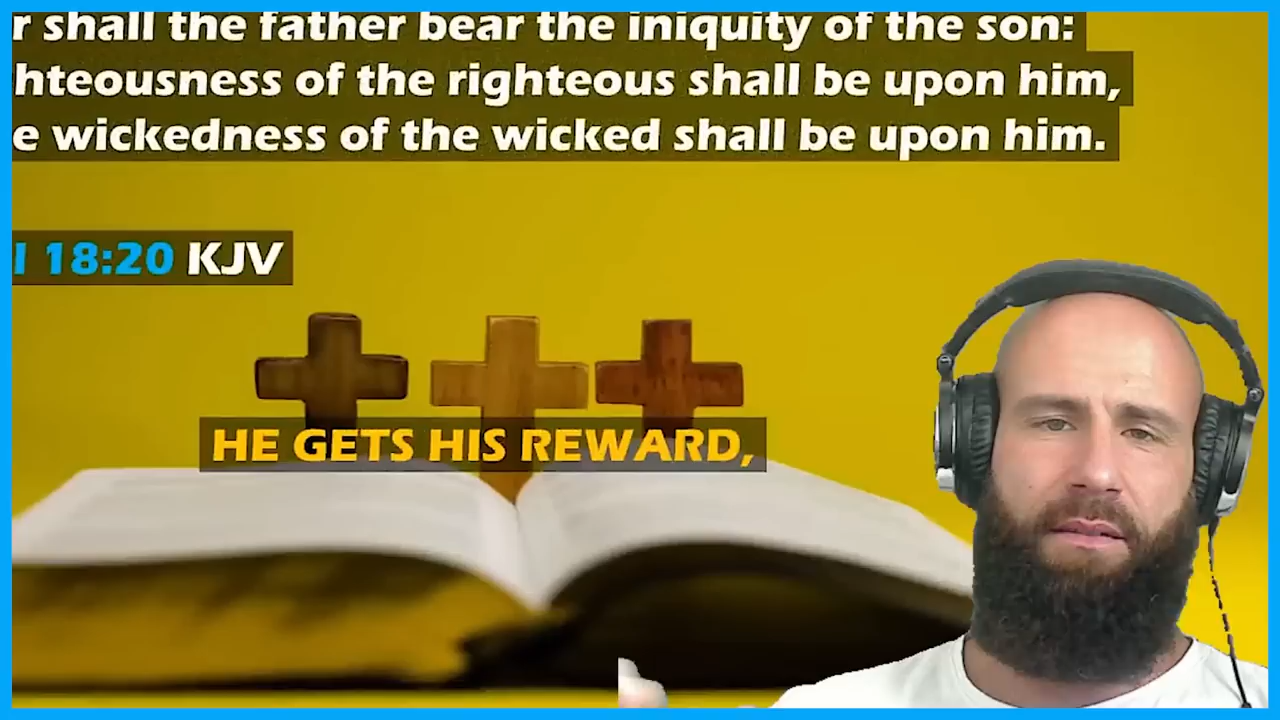 shall the father bear the iniquity of the son:
of the righteous shall be upon him,
wickedness of the wicked shall be upon him.
18:20 KJV
HE GETS HIS REWARD,